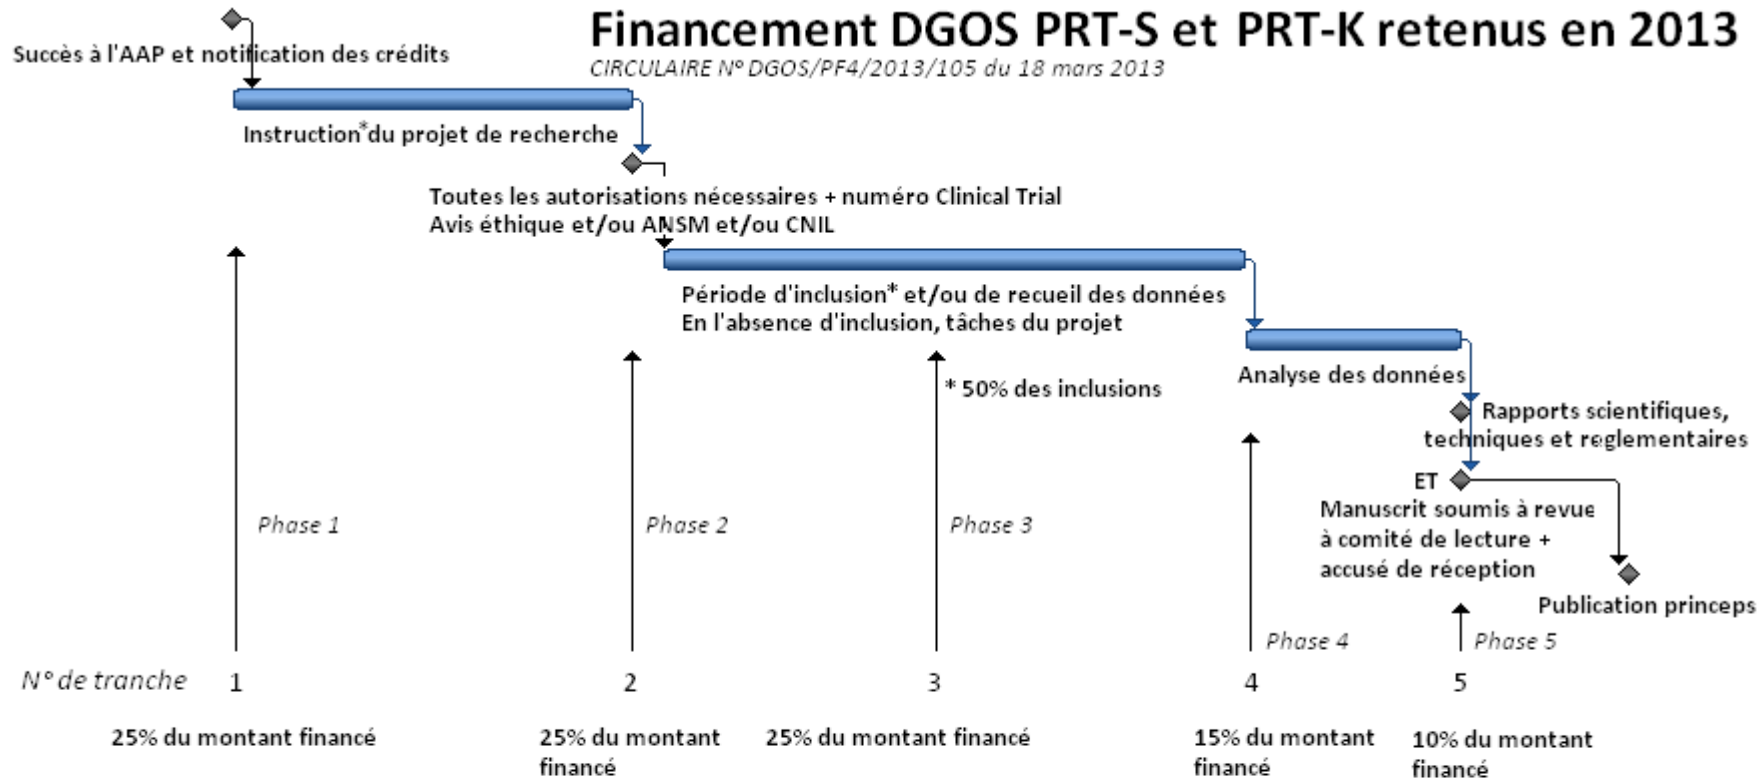 Financement DGOS PRT-S et PRT-K retenus en 2013
CIRCULAIRE N° DGOS/PF4/2013/105 du 18 mars 2013
Succès à l'AAP et notification des crédits
Instruction*du projet de recherche
Toutes les autorisations nécessaires + numéro Clinical Trial
Avis éthique et/ou ANSM et/ou CNIL
Période d'inclusion* et/ou de recueil des données
En l'absence d'inclusion, tâches du projet
* 50% des inclusions
Analyse des données
Rapports scientifiques,
techniques et reglementaires
ET
Manuscrit soumis à revue
à comité de lecture +
accusé de réception
Publication princeps
Phase 1
Phase 2
Phase 3
Phase 4
Phase 5
N° de tranche 1 2 3 4 5
25% du montant financé
25% du montant
financé
25% du montant financé
15% du montant
financé
10% du montant
financé